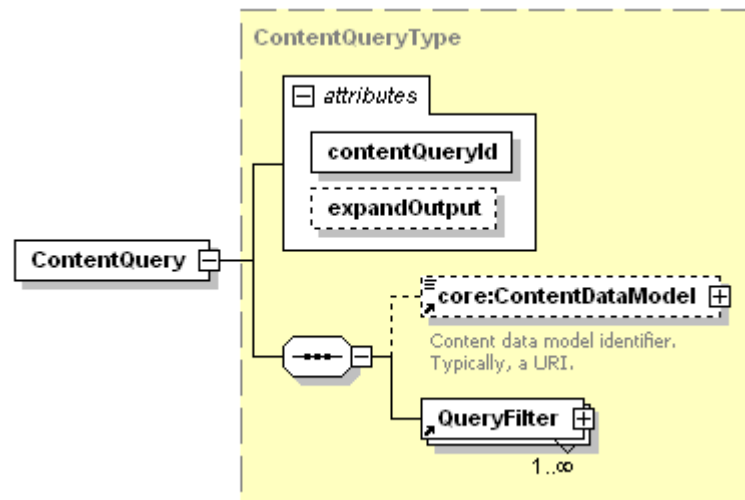 ContentQueryType
attributes
contentQueryId
expandOutput
ContentQuery
core:ContentDataModel
Content data model identifier.
Typically, a URI.
QueryFilter
1..∞